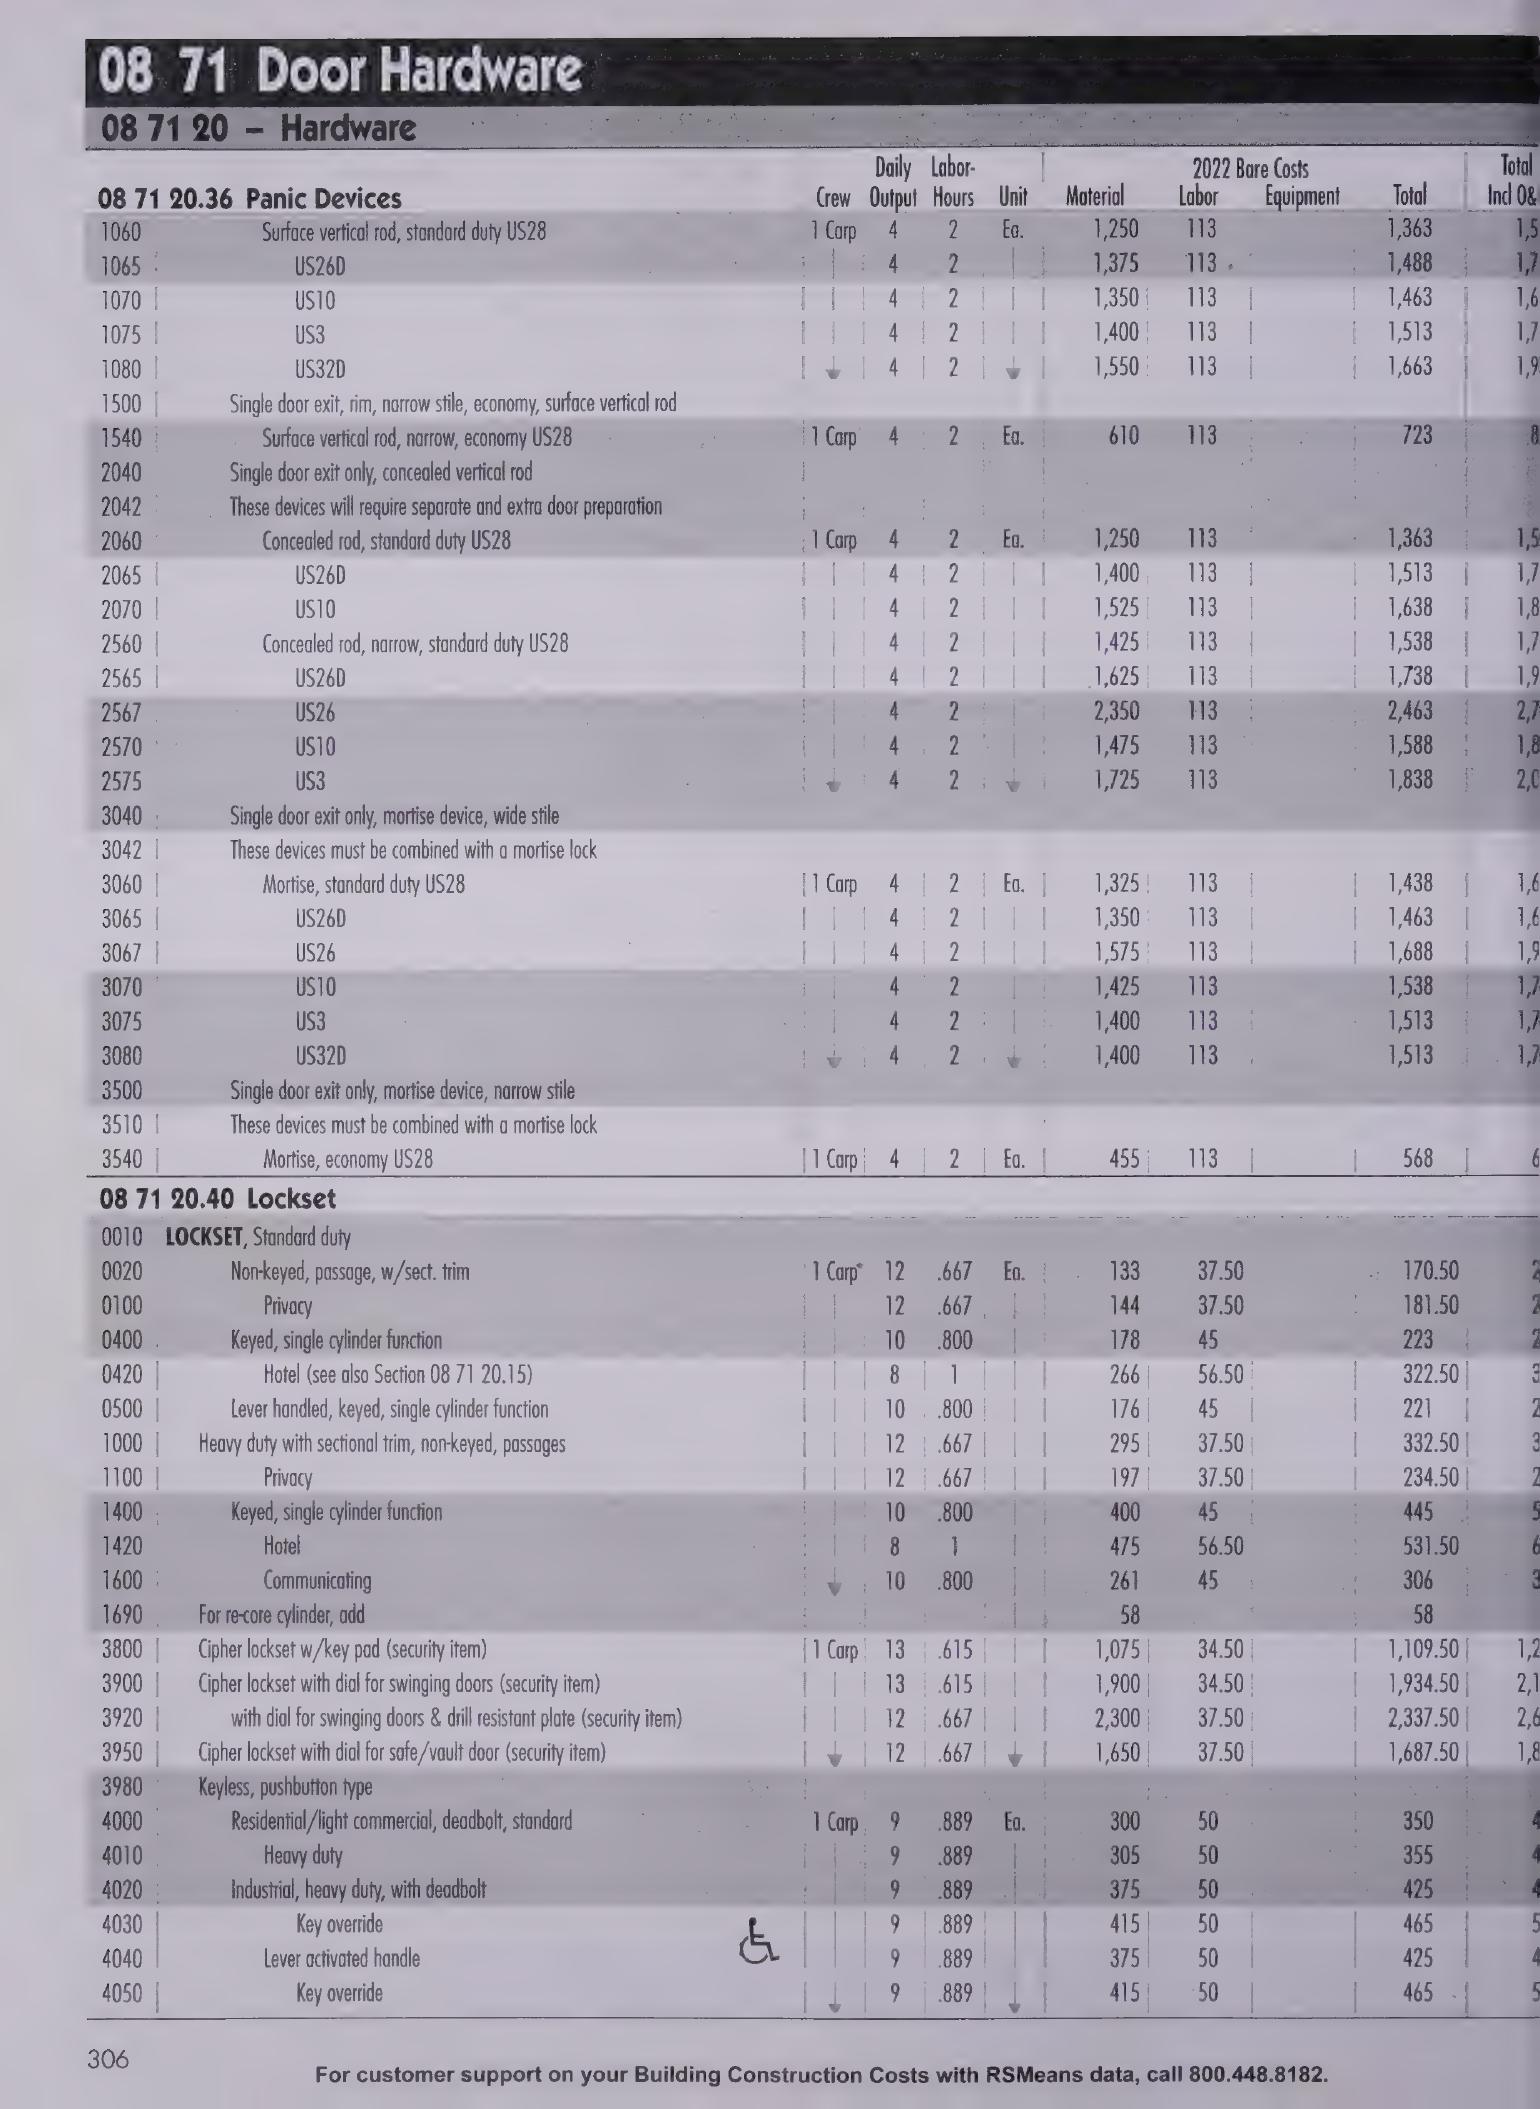 08 71 Door Hardware
08 71 20 – Hardware
Daily Labor- 2022 Bare Costs Total
08 71 20.36 Panic Devices Crew Output Hours Unit Material Labor Equipment Total Incl O&
1060 Surface vertical rod, standard duty US28 1 Carp 4 2 Ea. 1,250 113 1,363 1,5
1065 US26D 4 2 1,375 113 1,488 1,7
1070 US10 4 2 1,350 113 1,463 1,6
1075 US3 4 2 1,400 113 1,513 1,7
1080 US32D 4 2 1,550 113 1,663 1,9
1500 Single door exit, rim, narrow stile, economy, surface vertical rod
1540 Surface vertical rod, narrow, economy US28 1 Carp 4 2 Ea. 610 113 723 8
2040 Single door exit only, concealed vertical rod
2042 These devices will require separate and extra door preparation
2060 Concealed rod, standard duty US28 1 Carp 4 2 Ea. 1,250 113 1,363 1,5
2065 US26D 4 2 1,400 113 1,513 1,7
2070 US10 4 2 1,525 113 1,638 1,8
2560 Concealed rod, narrow, standard duty US28 4 2 1,425 113 1,538 1,7
2565 US26D 4 2 1,625 113 1,738 1,9
2567 US26 4 2 2,350 113 2,463 2,7
2570 US10 4 2 1,475 113 1,588 1,8
2575 US3 4 2 1,725 113 1,838 2,0
3040 Single door exit only, mortise device, wide stile
3042 These devices must be combined with a mortise lock
3060 Mortise, standard duty US28 1 Carp 4 2 Ea. 1,325 113 1,438 1,6
3065 US26D 4 2 1,350 113 1,463 1,6
3067 US26 4 2 1,575 113 1,688 1,9
3070 US10 4 2 1,425 113 1,538 1,7
3075 US3 4 2 1,400 113 1,513 1,7
3080 US32D 4 2 1,400 113 1,513 1,7
3500 Single door exit only, mortise device, narrow stile
3510 These devices must be combined with a mortise lock
3540 Mortise, economy US28 1 Carp 4 2 Ea. 455 113 568 6
08 71 20.40 Lockset
0010 LOCKSET, Standard duty
0020 Non-keyed, passage, w/sect. trim 1 Carp 12 .667 Ea. 133 37.50 170.50 2
0100 Privacy 12 .667 144 37.50 181.50 2
0400 Keyed, single cylinder function 10 .800 178 45 223 2
0420 Hotel (see also Section 08 71 20.15) 8 1 266 56.50 322.50 3
0500 Lever handled, keyed, single cylinder function 10 .800 176 45 221 2
1000 Heavy duty with sectional trim, non-keyed, passages 12 .667 295 37.50 332.50 3
1100 Privacy 12 .667 197 37.50 234.50 2
1400 Keyed, single cylinder function 10 .800 400 45 445 5
1420 Hotel 8 1 475 56.50 531.50 6
1600 Communicating 10 .800 261 45 306 3
1690 For re-core cylinder, add 58 58
3800 Cipher lockset w/key pad (security item) 1 Carp 13 .615 1,075 34.50 1,109.50 1,2
3900 Cipher lockset with dial for swinging doors (security item) 13 .615 1,900 34.50 1,934.50 2,1
3920 with dial for swinging doors & drill resistant plate (security item) 12 .667 2,300 37.50 2,337.50 2,6
3950 Cipher lockset with dial for safe/vault door (security item) 12 .667 1,650 37.50 1,687.50 1,8
3980 Keyless, pushbutton type
4000 Residential/light commercial, deadbolt, standard 1 Carp 9 .889 Ea. 300 50 350 4
4010 Heavy duty 9 .889 305 50 355 4
4020 Industrial, heavy duty, with deadbolt 9 .889 375 50 425 4
4030 Key override 9 .889 415 50 465 5
4040 Lever activated handle 9 .889 375 50 425 4
4050 Key override 9 .889 415 50 465 5
306
For customer support on your Building Construction Costs with RSMeans data, call 800.448.8182.